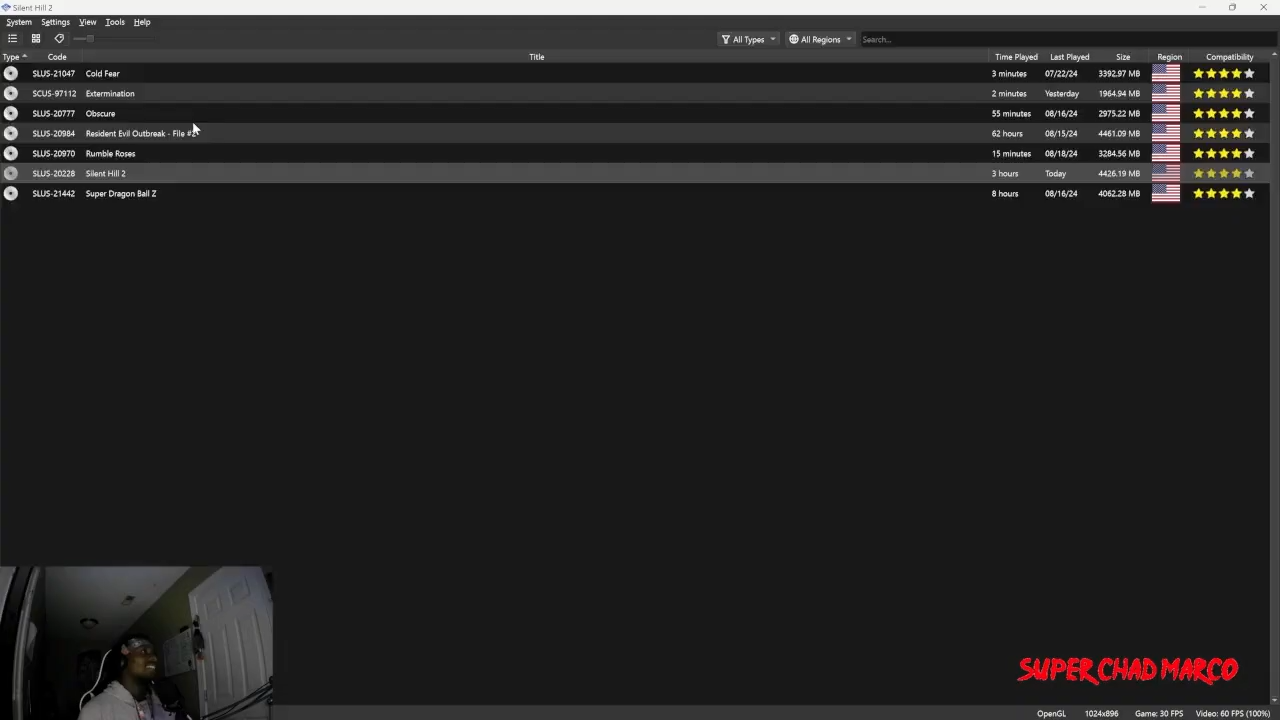 Silent Hill 2
System Settings View Tools Help
All Types All Regions Search...
Type Code Title Time Played Last Played Size Region Compatibility
SLUS-21047 Cold Fear 3 minutes 07/22/24 3392.97 MB
SCUS-97112 Extermination 2 minutes Yesterday 1964.94 MB
SLUS-20777 Obscure 55 minutes 08/16/24 2975.22 MB
SLUS-20984 Resident Evil Outbreak - File 62 hours 08/15/24 4461.09 MB
SLUS-20970 Rumble Roses 15 minutes 08/18/24 3284.56 MB
SLUS-20228 Silent Hill 2 3 hours Today 4426.19 MB
SLUS-21442 Super Dragon Ball Z 8 hours 08/16/24 4062.28 MB
SUPER CHAD MARCO
OpenGL 1024x896 Game: 30 FPS Video: 60 FPS (100%)